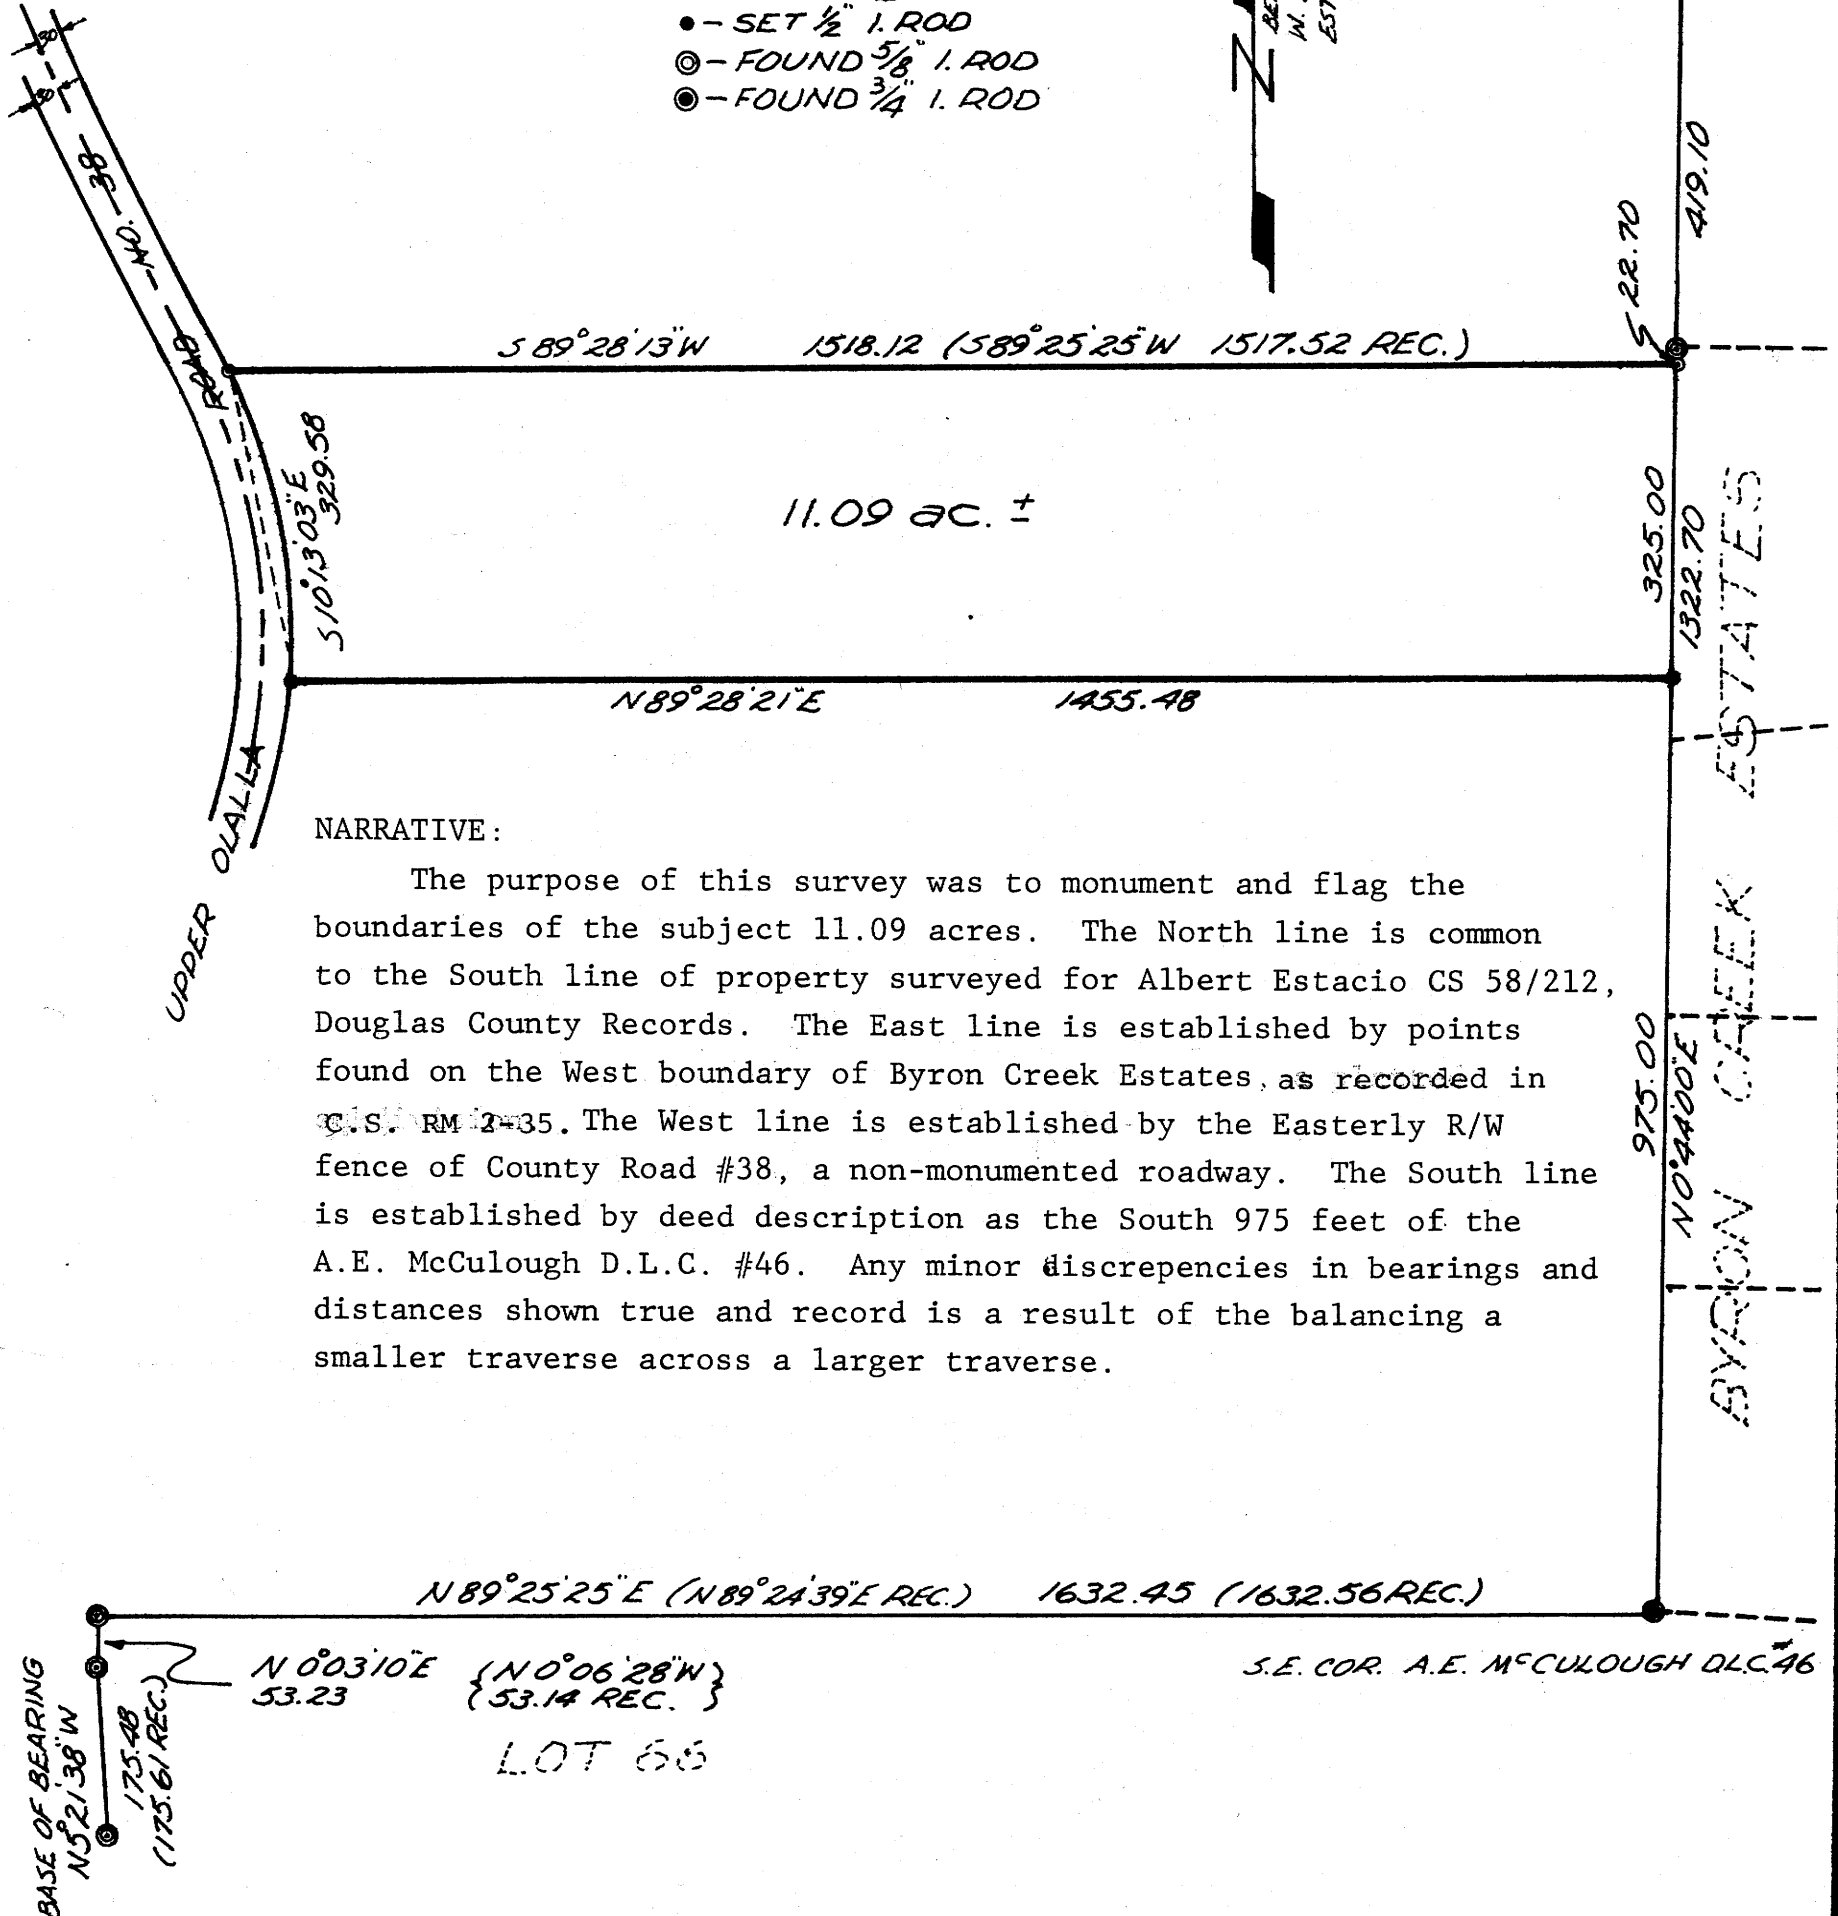 ● - SET 1/2" I. ROD
◎ - FOUND 5/8" I. ROD
◉ - FOUND 3/4" I. ROD
N
W.
EST
30
30
UPPER OLALLA ROAD NO. 38
419.10
22.70
S 89°28'13"W 1518.12 (S89°25'25"W 1517.52 REC.)
S10°13'03"E
329.58
11.09 ac. ±
325.00
1322.70
N89°28'21"E 1455.48
BYRON CREEK ESTATES
NARRATIVE:
The purpose of this survey was to monument and flag the
boundaries of the subject 11.09 acres. The North line is common
to the South line of property surveyed for Albert Estacio CS 58/212,
Douglas County Records. The East line is established by points
found on the West boundary of Byron Creek Estates, as recorded in
C.S. RM 2-35. The West line is established by the Easterly R/W
fence of County Road #38, a non-monumented roadway. The South line
is established by deed description as the South 975 feet of the
A.E. McCulough D.L.C. #46. Any minor discrepencies in bearings and
distances shown true and record is a result of the balancing a
smaller traverse across a larger traverse.
975.00
N0°44'00"E
N 89°25'25"E (N89°24'39"E REC.) 1632.45 (1632.56 REC.)
N 0°03'10"E {N0°06'28"W}
53.23 {53.14 REC.}
S.E. COR. A.E. McCULOUGH D.L.C. #46
BASE OF BEARING
N5°21'38"W
175.48
(175.61 REC.)
LOT